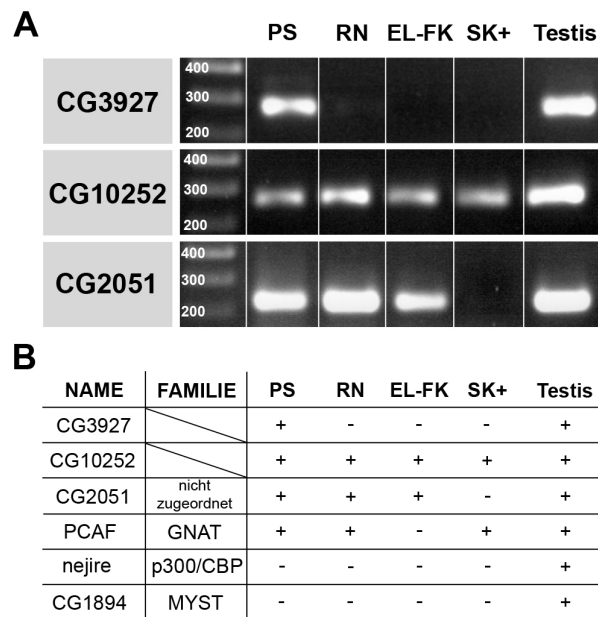 A
PS RN EL-FK SK+ Testis
CG3927
400
300
200
CG10252
400
300
200
CG2051
400
300
200
B
NAME FAMILIE PS RN EL-FK SK+ Testis
CG3927 + - - - +
CG10252 + + + + +
CG2051 nicht zugeordnet + + + - +
PCAF GNAT + + - + +
nejire p300/CBP - - - - +
CG1894 MYST - - - - +